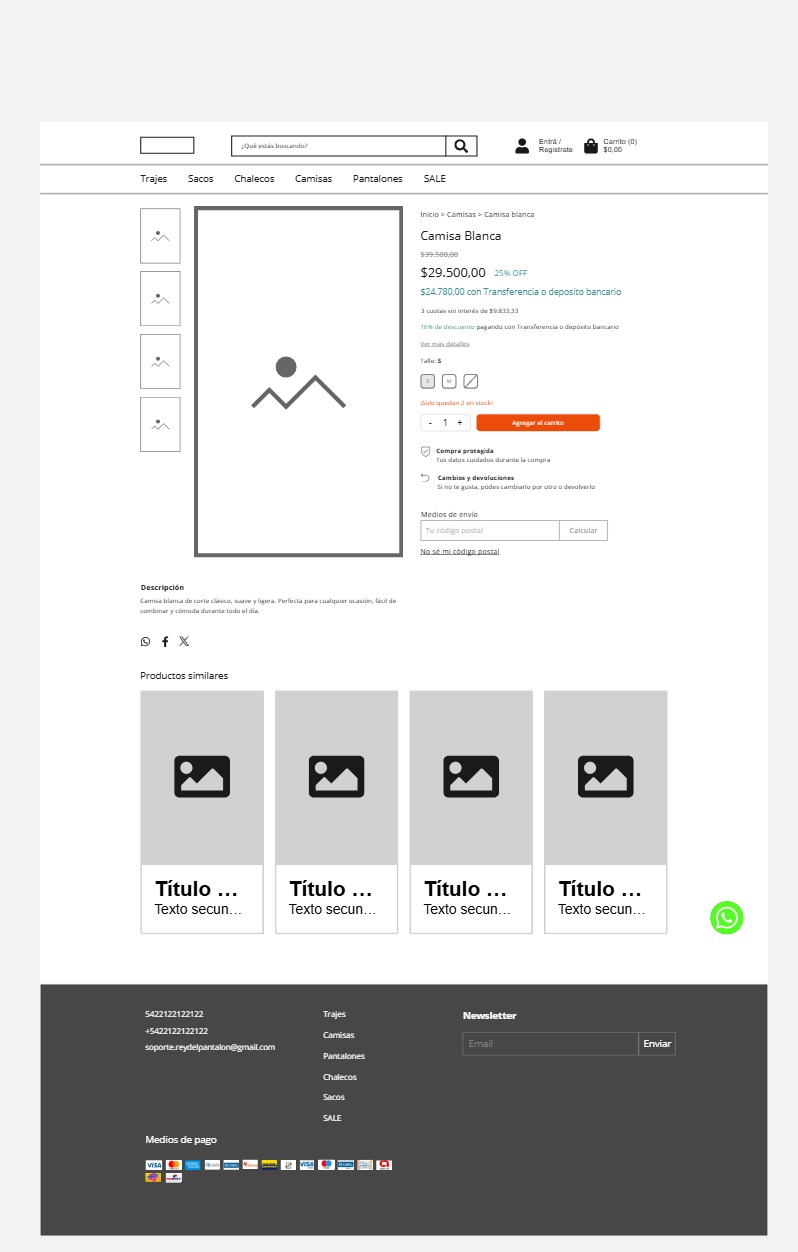 ¿Qué estás buscando?
Entrá /
Registrate
Carrito (0)
$0,00
Trajes Sacos Chalecos Camisas Pantalones SALE
Inicio > Camisas > Camisa blanca
Camisa Blanca
$39.500,00
$29.500,00 25% OFF
$24.780,00 con Transferencia o deposito bancario
3 cuotas sin interés de $9.833,33
16% de descuento pagando con Transferencia o depósito bancario
Ver más detalles
Talle: S
S M
¡Solo quedan 2 en stock!
- 1 + Agregar al carrito
Compra protegida
Tus datos cuidados durante la compra
Cambios y devoluciones
Si no te gusta, pódes cambiarlo por otro o devolverlo
Medios de envío
Tu código postal Calcular
No sé mi código postal
Descripción
Camisa blanca de corte clásico, suave y ligera. Perfecta para cualquier ocasión, fácil de
combinar y cómoda durante todo el día.
Productos similares
Título ... Título ... Título ... Título ...
Texto secun... Texto secun... Texto secun... Texto secun...
5422122122122
+5422122122122
soporte.reydelpantalon@gmail.com
Trajes
Camisas
Pantalones
Chalecos
Sacos
SALE
Newsletter
Email Enviar
Medios de pago
VISA
VISA